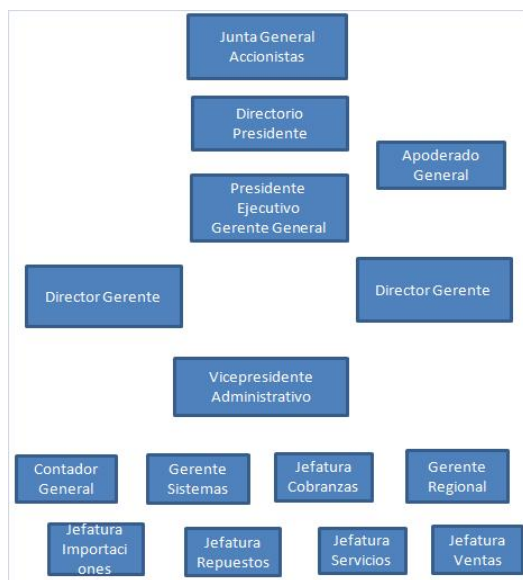 Junta General
Accionistas
Directorio
Presidente
Apoderado
General
Presidente
Ejecutivo
Gerente General
Director Gerente
Director Gerente
Vicepresidente
Administrativo
Contador
General
Gerente
Sistemas
Jefatura
Cobranzas
Gerente
Regional
Jefatura
Importaci
ones
Jefatura
Repuestos
Jefatura
Servicios
Jefatura
Ventas